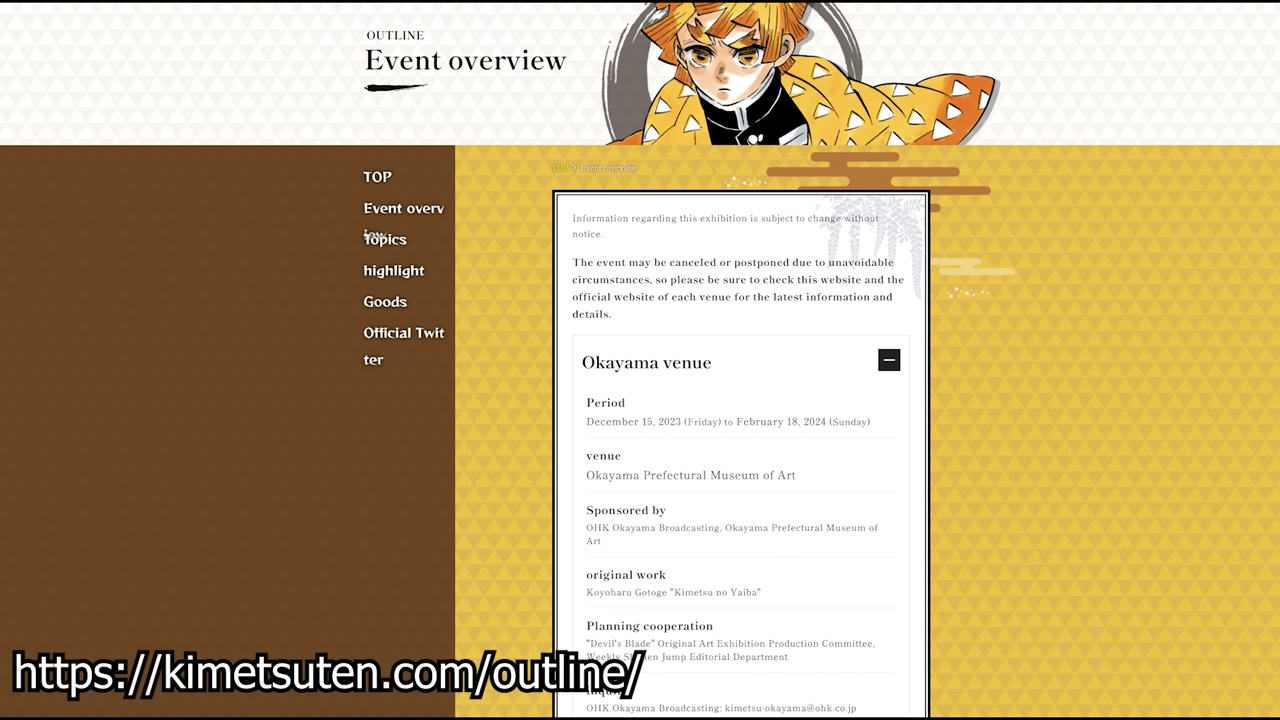 OUTLINE
Event overview
TOP
Event overv
iew
Topics
highlight
Goods
Official Twit
ter
TOP > Event overview
Information regarding this exhibition is subject to change without
notice.
The event may be canceled or postponed due to unavoidable
circumstances, so please be sure to check this website and the
official website of each venue for the latest information and
details.
Okayama venue
Period
December 15, 2023 (Friday) to February 18, 2024 (Sunday)
venue
Okayama Prefectural Museum of Art
Sponsored by
OHK Okayama Broadcasting, Okayama Prefectural Museum of
Art
original work
Koyoharu Gotoge "Kimetsu no Yaiba"
Planning cooperation
"Devil's Blade" Original Art Exhibition Production Committee,
Weekly Shonen Jump Editorial Department
OHK Okayama Broadcasting: kimetsu-okayama@ohk.co.jp
https://kimetsuten.com/outline/